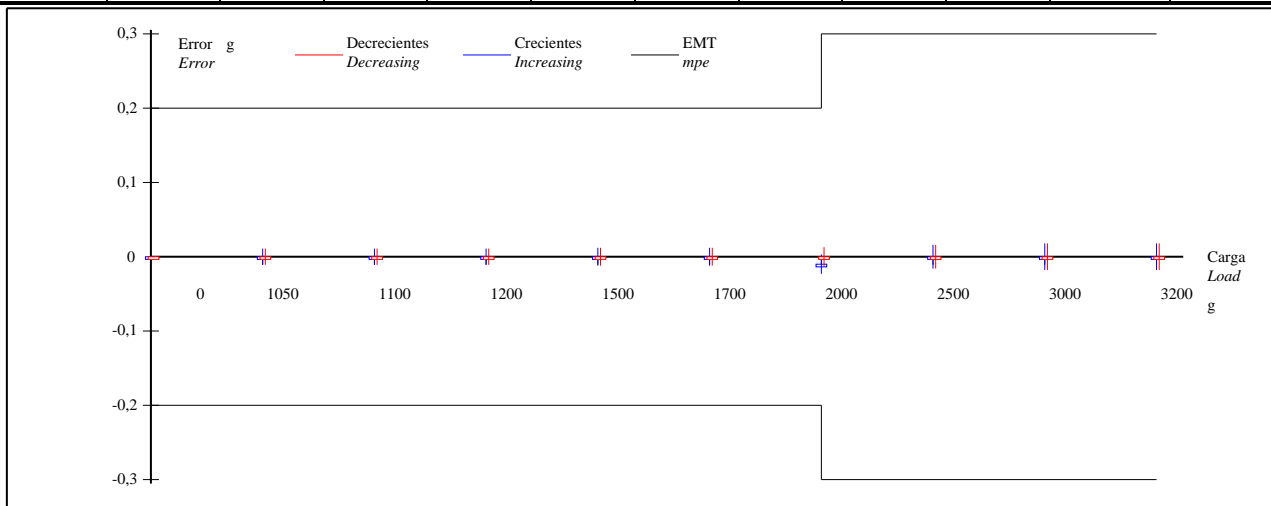 0,3
Error g Decrecientes Crecientes EMT
Error Decreasing Increasing mpe
0,2
0,1
0
Carga
Load
g
0 1050 1100 1200 1500 1700 2000 2500 3000 3200
-0,1
-0,2
-0,3